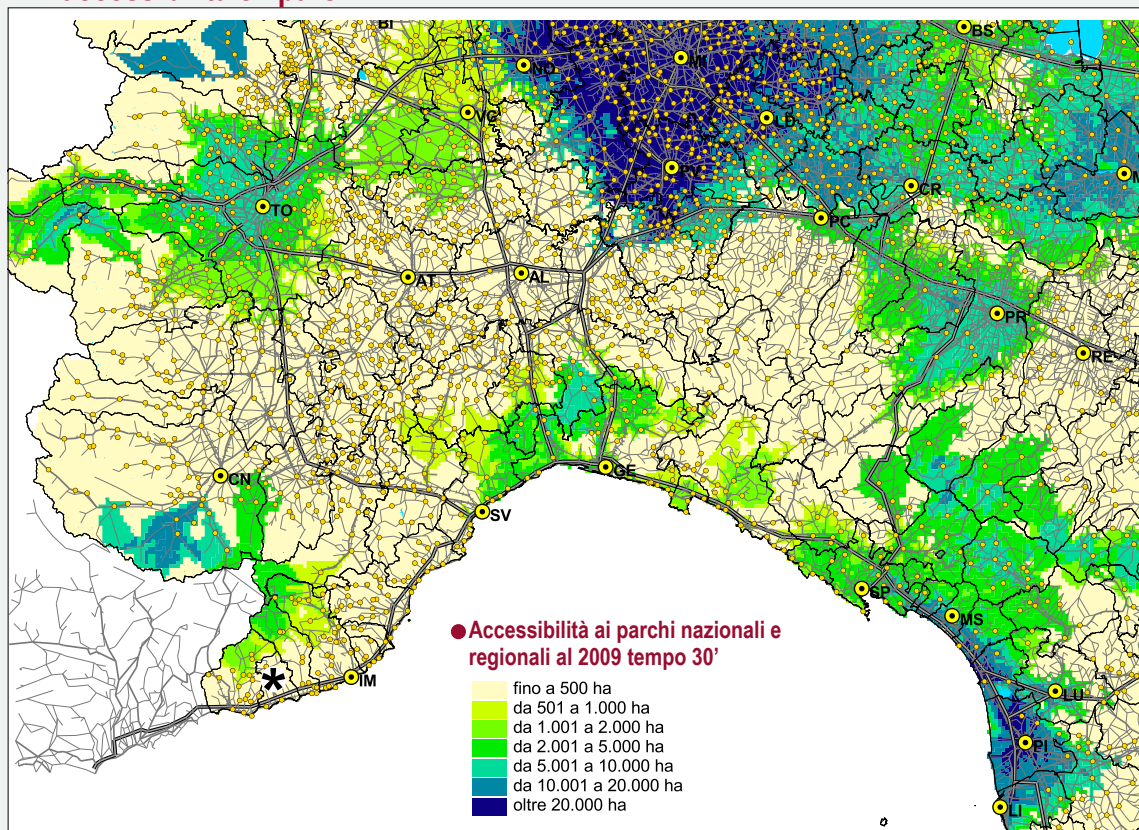 BI
BS
NO
MI
VC
LD
PV
CR
TO
PC
AT
AL
PR
RE
CN
GE
SV
SP
MS
* IM
LU
PI
LI
Accessibilità ai parchi nazionali e
regionali al 2009 tempo 30'
fino a 500 ha
da 501 a 1.000 ha
da 1.001 a 2.000 ha
da 2.001 a 5.000 ha
da 5.001 a 10.000 ha
da 10.001 a 20.000 ha
oltre 20.000 ha